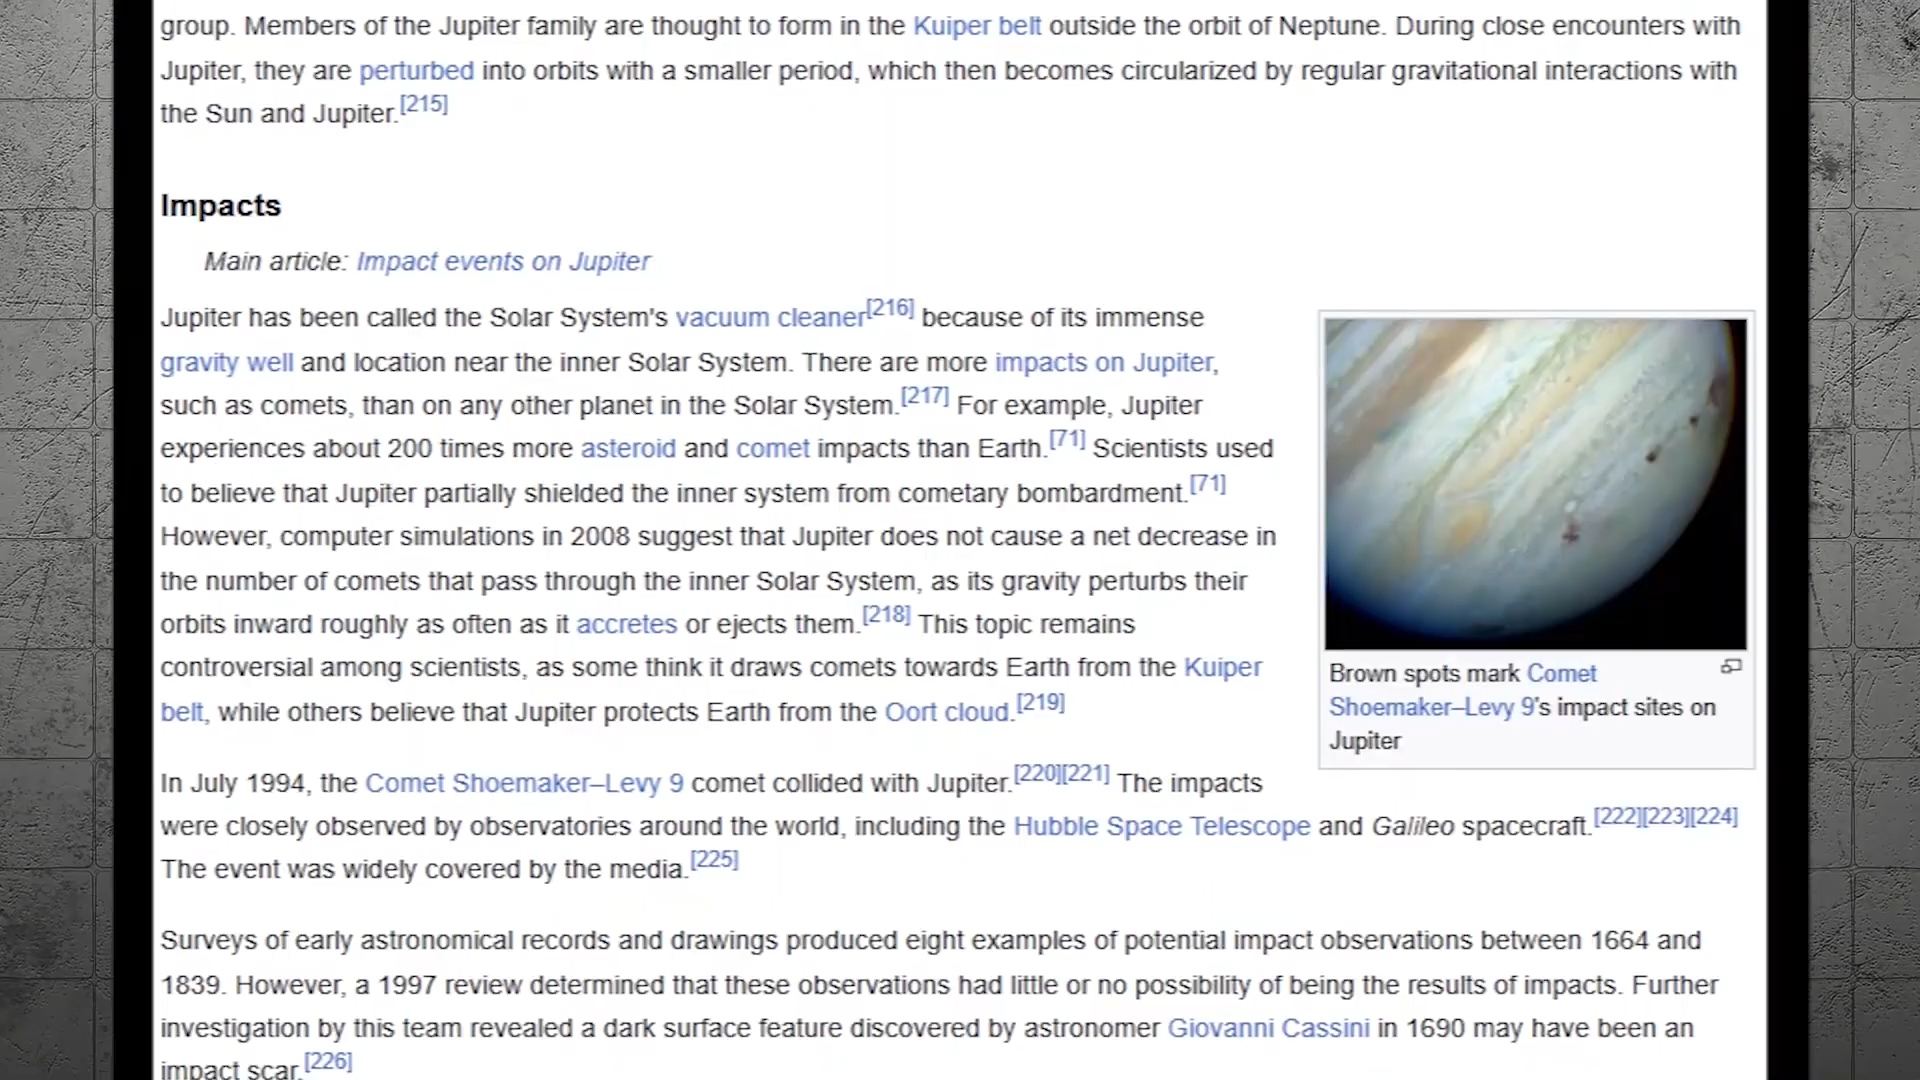 group. Members of the Jupiter family are thought to form in the Kuiper belt outside the orbit of Neptune. During close encounters with
Jupiter, they are perturbed into orbits with a smaller period, which then becomes circularized by regular gravitational interactions with
the Sun and Jupiter.[215]
Impacts
Main article: Impact events on Jupiter
Jupiter has been called the Solar System's vacuum cleaner[216] because of its immense
gravity well and location near the inner Solar System. There are more impacts on Jupiter,
such as comets, than on any other planet in the Solar System.[217] For example, Jupiter
experiences about 200 times more asteroid and comet impacts than Earth.[71] Scientists used
to believe that Jupiter partially shielded the inner system from cometary bombardment.[71]
However, computer simulations in 2008 suggest that Jupiter does not cause a net decrease in
the number of comets that pass through the inner Solar System, as its gravity perturbs their
orbits inward roughly as often as it accretes or ejects them.[218] This topic remains
controversial among scientists, as some think it draws comets towards Earth from the Kuiper
belt, while others believe that Jupiter protects Earth from the Oort cloud.[219]
Brown spots mark Comet
Shoemaker–Levy 9's impact sites on
Jupiter
In July 1994, the Comet Shoemaker–Levy 9 comet collided with Jupiter.[220][221] The impacts
were closely observed by observatories around the world, including the Hubble Space Telescope and Galileo spacecraft.[222][223][224]
The event was widely covered by the media.[225]
Surveys of early astronomical records and drawings produced eight examples of potential impact observations between 1664 and
1839. However, a 1997 review determined that these observations had little or no possibility of being the results of impacts. Further
investigation by this team revealed a dark surface feature discovered by astronomer Giovanni Cassini in 1690 may have been an
impact scar.[226]